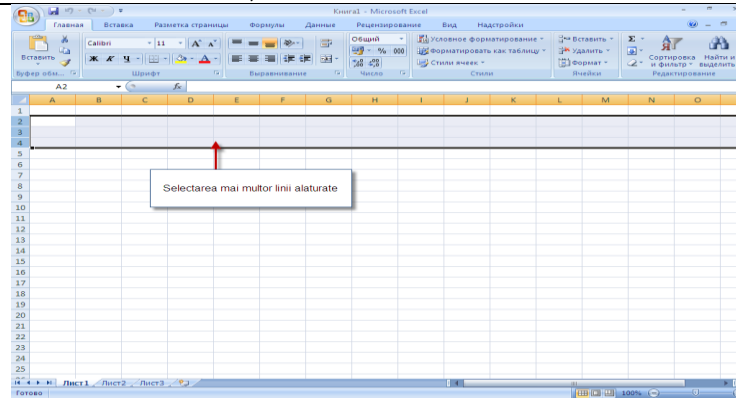 Книга1 - Microsoft Excel
Главная Вставка Разметка страницы Формулы Данные Рецензирование Вид Надстройки
Calibri 11 Общий Условное форматирование Вставить Σ
Вставить Ж К Ч % 000 Форматировать как таблицу Удалить Сортировка Найти и
Стили ячеек Формат и фильтр выделить
Буфер обм... Шрифт Выравнивание Число Стили Ячейки Редактирование
A2 fx
A B C D E F G H I J K L M N O
1
2
3
4
5
6
7
8
9
10
11
12
13
14
15
16
17
18
19
20
21
22
23
24
25
Selectarea mai multor linii alaturate
Лист1 Лист2 Лист3
Готово 100%